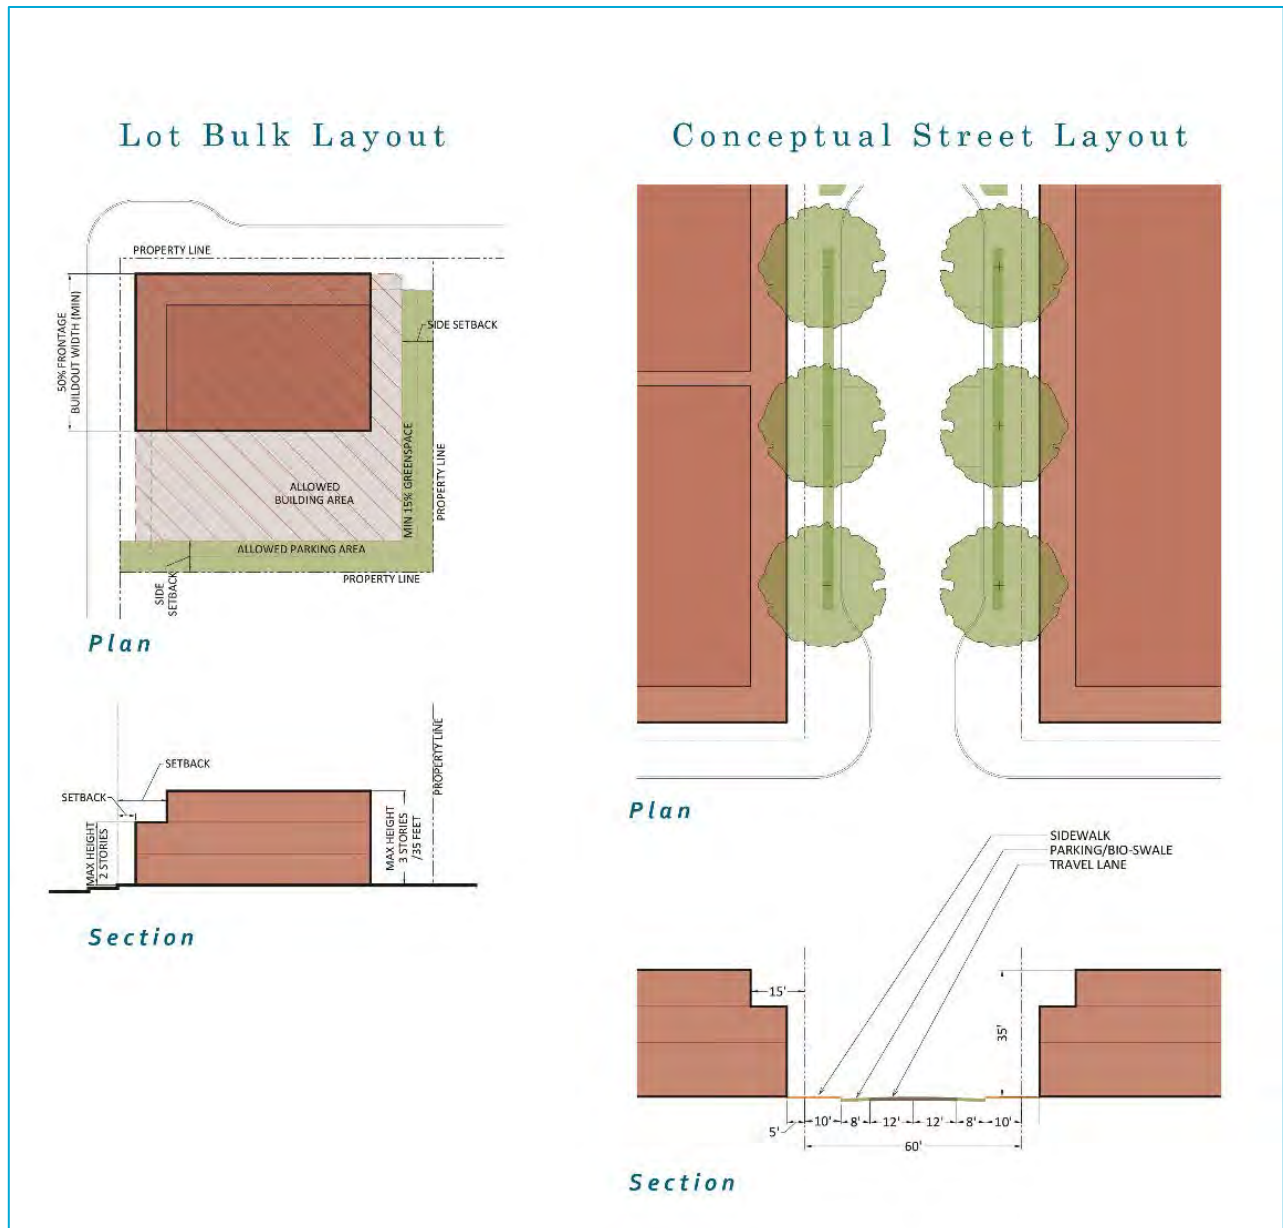 Lot Bulk Layout
PROPERTY LINE
50% FRONTAGE
BUILDOUT WIDTH (MIN)
SIDE SETBACK
MIN 15% GREENSPACE
PROPERTY LINE
ALLOWED
BUILDING AREA
ALLOWED PARKING AREA
PROPERTY LINE
SIDE
SETBACK
Plan
SETBACK
SETBACK
MAX HEIGHT
2 STORIES
MAX HEIGHT
3 STORIES
/35 FEET
PROPERTY LINE
Section
Conceptual Street Layout
Plan
SIDEWALK
PARKING/BIO-SWALE
TRAVEL LANE
15'
35'
5'
10'
8'
12'
12'
8'
10'
60'
Section